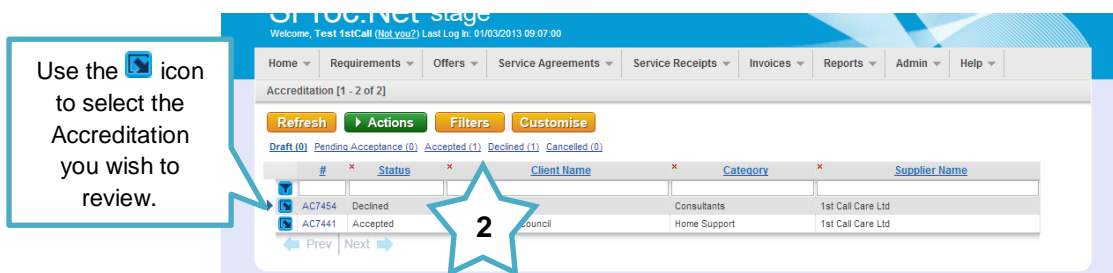 SProc.Net stage
Welcome, Test 1stCall (Not you?) Last Log In: 01/03/2013 09:07:00
Use the icon
to select the
Accreditation
you wish to
review.
Home Requirements Offers Service Agreements Service Receipts Invoices Reports Admin Help
Accreditation [1 - 2 of 2]
Refresh Actions Filters Customise
Draft (0) Pending Acceptance (0) Accepted (1) Declined (1) Cancelled (0)
# × Status × Client Name × Category × Supplier Name
AC7454 Declined Consultants 1st Call Care Ltd
AC7441 Accepted Council Home Support 1st Call Care Ltd
2
Prev Next